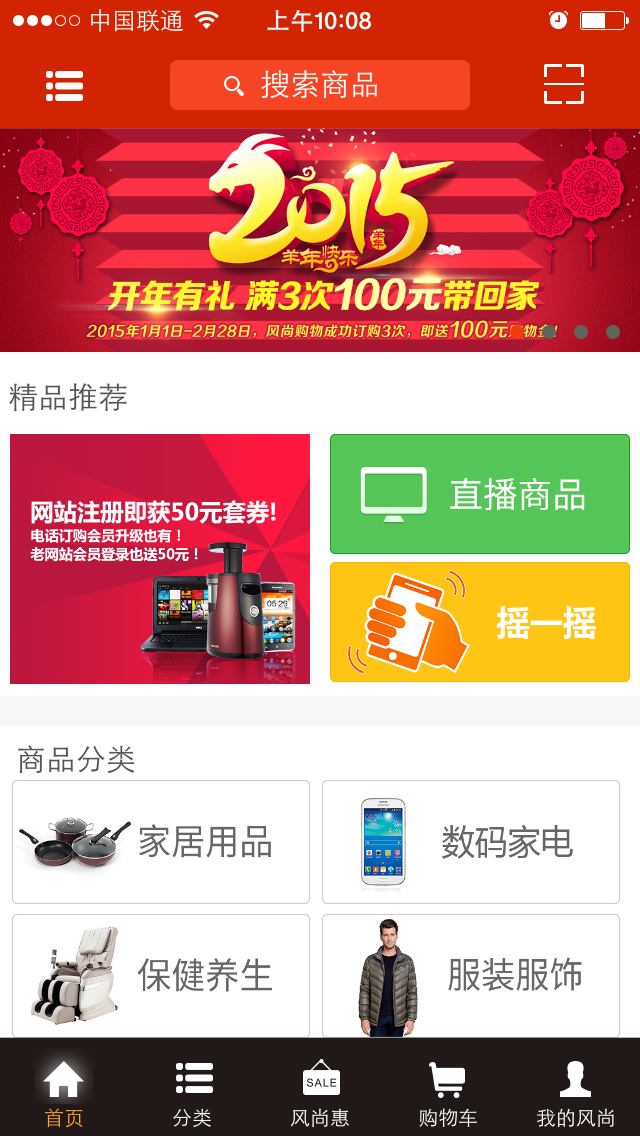 中国联通
上午10:08
搜索商品
2015
羊年
羊年快乐
开年有礼 满3次100元带回家
2015年1月1日-2月28日，风尚购物成功订购3次，即送100元购物金!
精品推荐
网站注册即获50元套券!
电话订购会员升级也有！
老网站会员登录也送50元！
05:29
直播商品
摇一摇
商品分类
家居用品
数码家电
保健养生
服装服饰
SALE
首页
分类
风尚惠
购物车
我的风尚